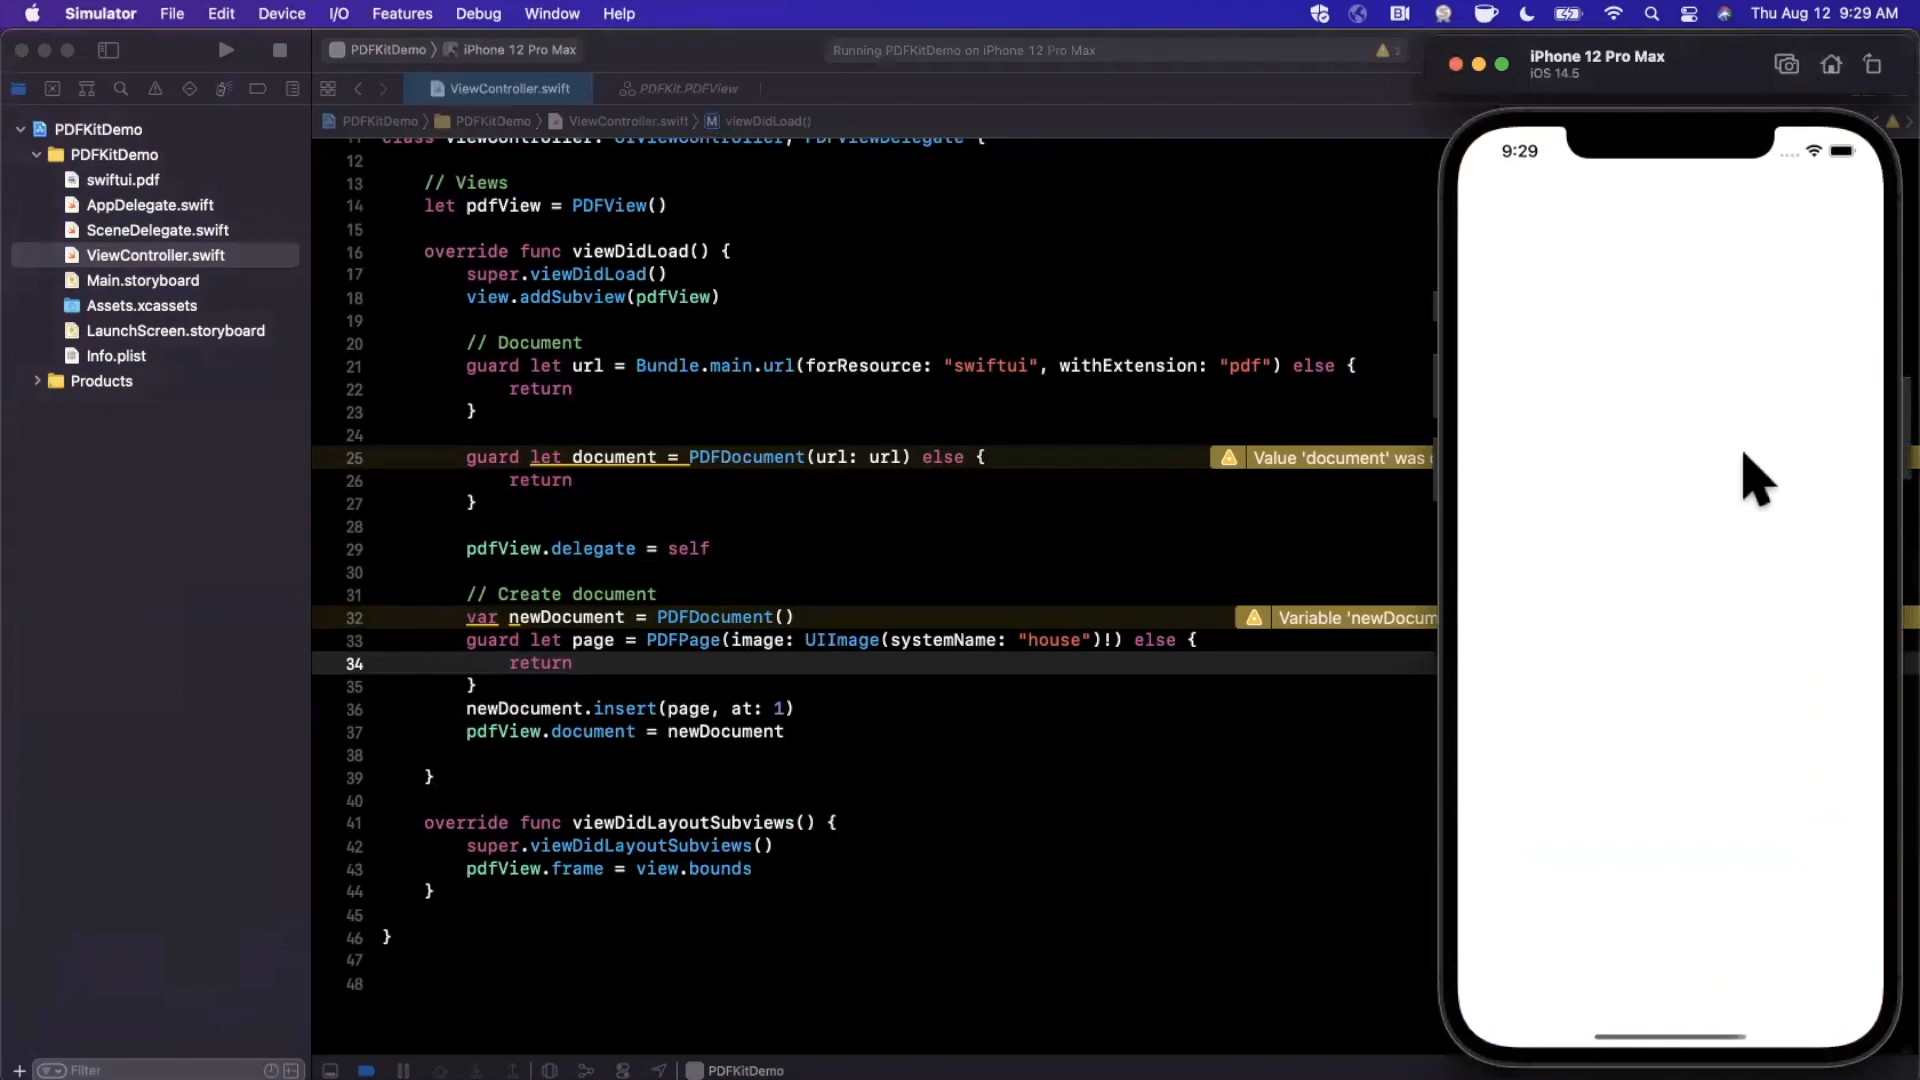 Simulator File Edit Device I/O Features Debug Window Help Thu Aug 12 9:29 AM
PDFKitDemo iPhone 12 Pro Max Running PDFKitDemo on iPhone 12 Pro Max 2
iPhone 12 Pro Max
iOS 14.5
ViewController.swift PDFKit.PDFView
PDFKitDemo PDFKitDemo ViewController.swift M viewDidLoad()
PDFKitDemo
PDFKitDemo
swiftui.pdf
AppDelegate.swift
SceneDelegate.swift
ViewController.swift
Main.storyboard
Assets.xcassets
LaunchScreen.storyboard
Info.plist
Products
Filter
11 class ViewController: UIViewController, PDFViewDelegate {
12
13 // Views
14 let pdfView = PDFView()
15
16 override func viewDidLoad() {
17 super.viewDidLoad()
18 view.addSubview(pdfView)
19
20 // Document
21 guard let url = Bundle.main.url(forResource: "swiftui", withExtension: "pdf") else {
22 return
23 }
24
25 guard let document = PDFDocument(url: url) else { Value 'document' was
26 return
27 }
28
29 pdfView.delegate = self
30
31 // Create document
32 var newDocument = PDFDocument() Variable 'newDocum
33 guard let page = PDFPage(image: UIImage(systemName: "house")!) else {
34 return
35 }
36 newDocument.insert(page, at: 1)
37 pdfView.document = newDocument
38
39 }
40
41 override func viewDidLayoutSubviews() {
42 super.viewDidLayoutSubviews()
43 pdfView.frame = view.bounds
44 }
45
46 }
47
48
PDFKitDemo
9:29